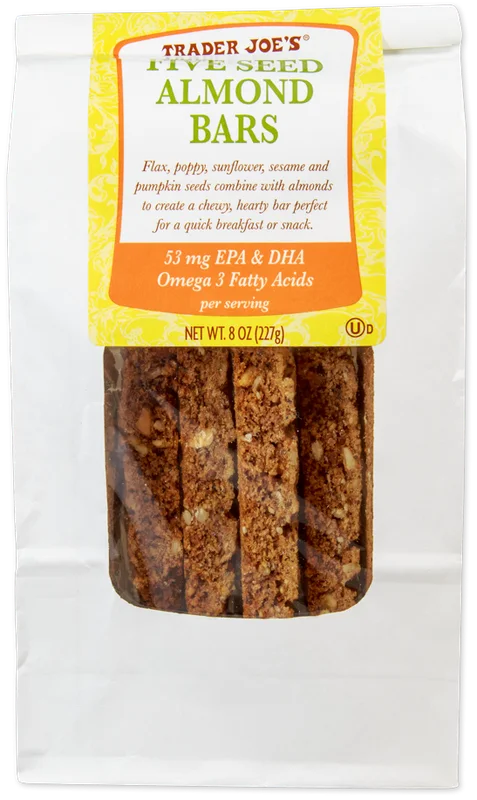 TRADER JOE'S®
FIVE SEED
ALMOND
BARS
Flax, poppy, sunflower, sesame and
pumpkin seeds combine with almonds
to create a chewy, hearty bar perfect
for a quick breakfast or snack.
53 mg EPA & DHA
Omega 3 Fatty Acids
per serving
NET WT. 8 OZ (227g)
U D